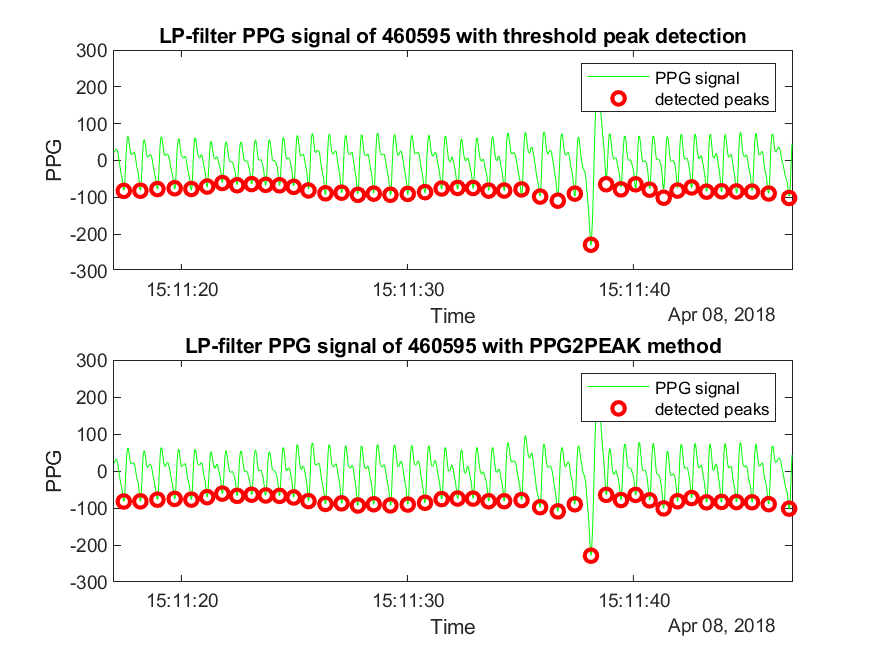 LP-filter PPG signal of 460595 with threshold peak detection
300
200
100
0
-100
-200
-300
PPG
PPG signal
detected peaks
15:11:20
15:11:30
15:11:40
Time
Apr 08, 2018
LP-filter PPG signal of 460595 with PPG2PEAK method
300
200
100
0
-100
-200
-300
PPG
PPG signal
detected peaks
15:11:20
15:11:30
15:11:40
Time
Apr 08, 2018